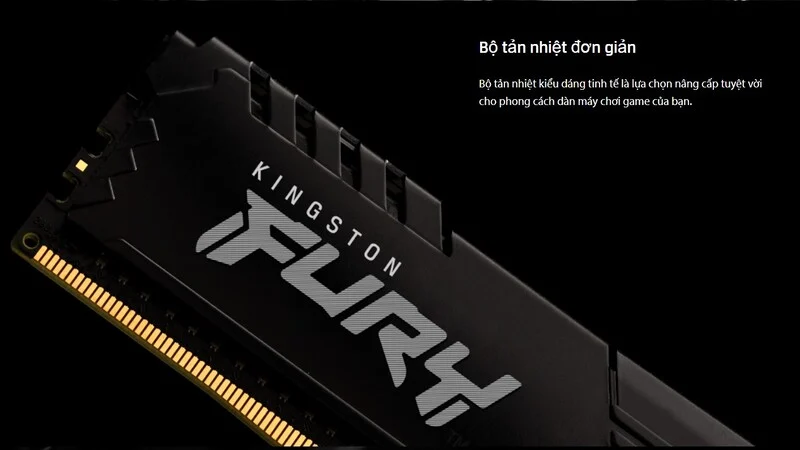 Bộ tản nhiệt đơn giản
Bộ tản nhiệt kiểu dáng tinh tế là lựa chọn nâng cấp tuyệt vời
cho phong cách dàn máy chơi game của bạn.
KINGSTON
FURY
TM